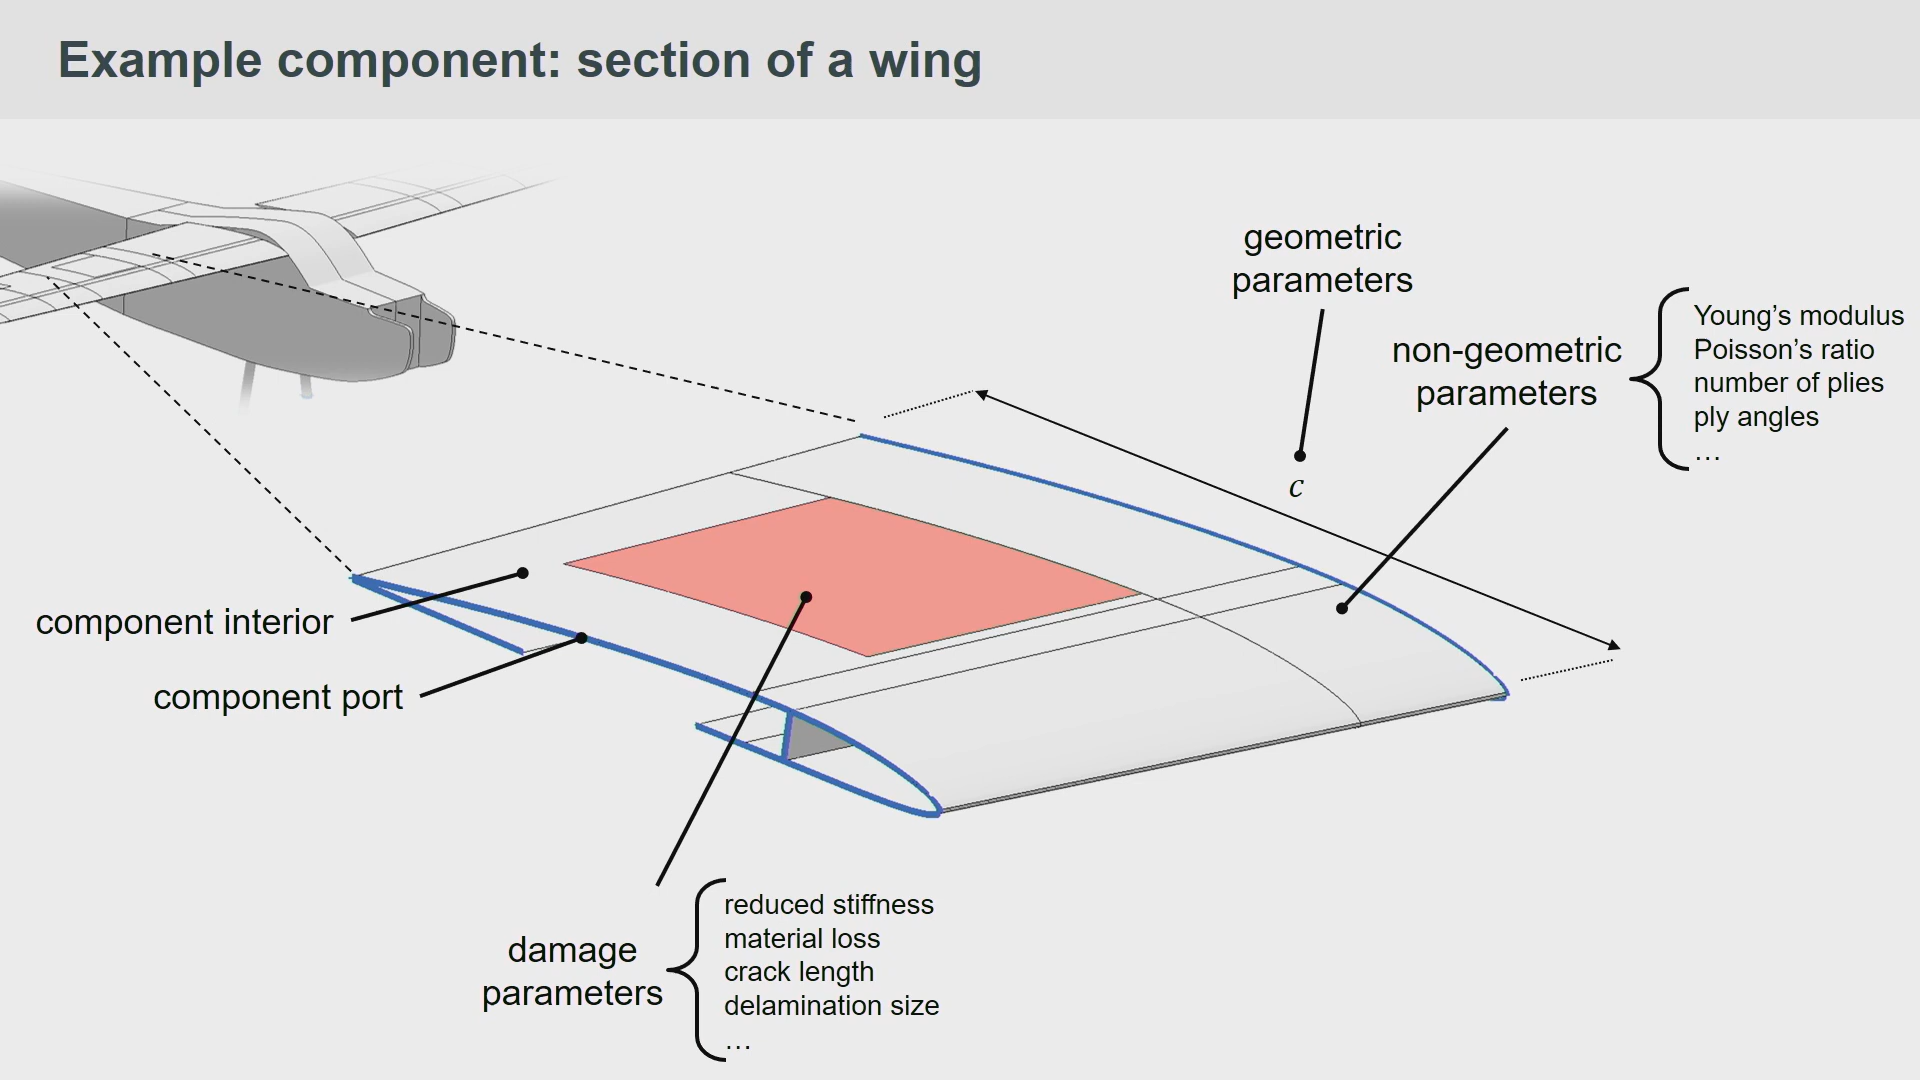 Example component: section of a wing
geometric
parameters
non-geometric
parameters
Young’s modulus
Poisson’s ratio
number of plies
ply angles
…
c
component interior
component port
damage
parameters
reduced stiffness
material loss
crack length
delamination size
…